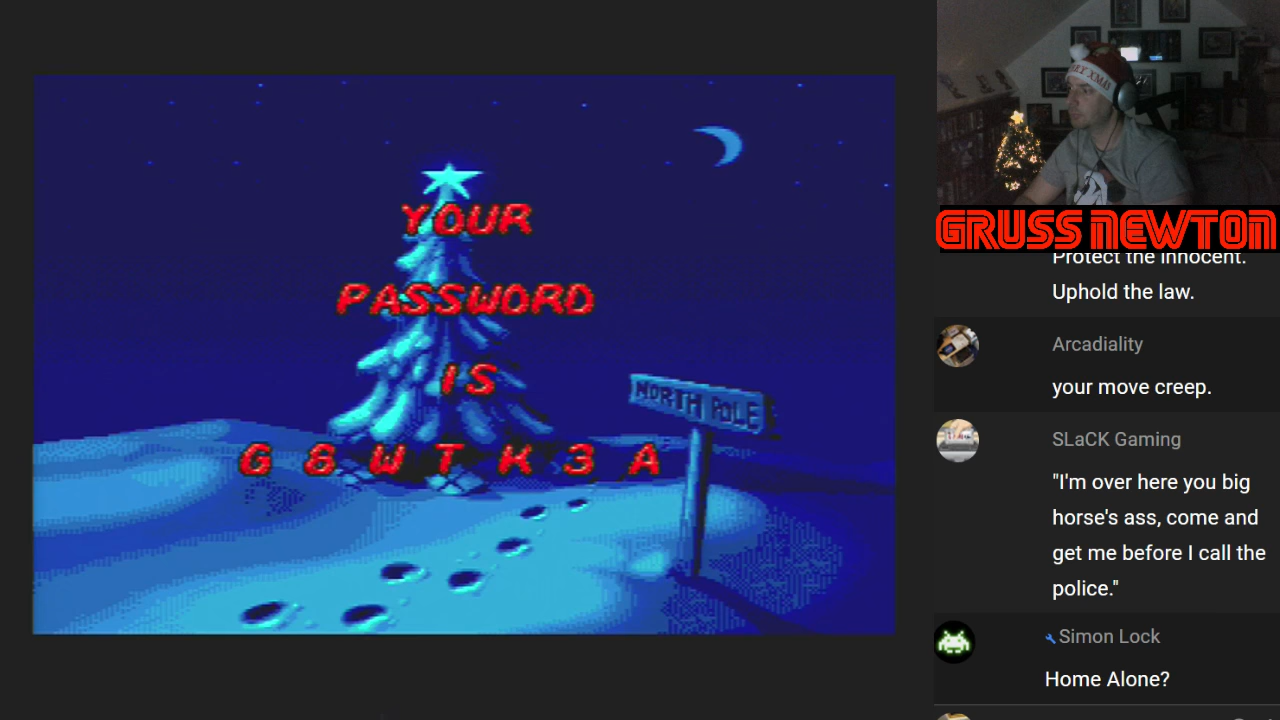 YOUR
PASSWORD
IS
G 8 W T K 3 A
NORTH POLE
MERRY XMAS
GRUSS NEWTON
Protect the innocent.
Uphold the law.
Arcadiality
your move creep.
SLaCK Gaming
"I'm over here you big
horse's ass, come and
get me before I call the
police."
Simon Lock
Home Alone?